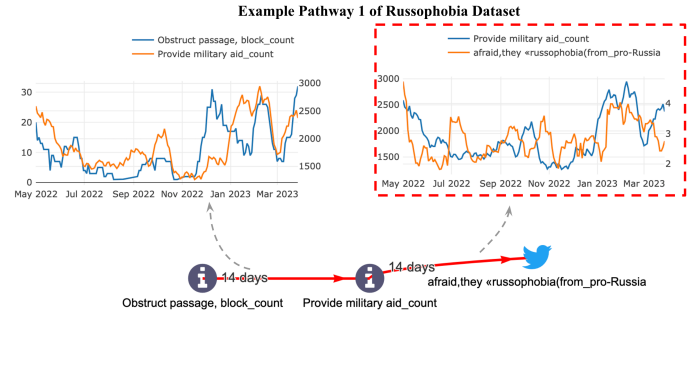 Example Pathway 1 of Russophobia Dataset
Obstruct passage, block_count
Provide military aid_count
30
20
10
0
3000
2500
2000
1500
May 2022 Jul 2022 Sep 2022 Nov 2022 Jan 2023 Mar 2023
Provide military aid_count
afraid,they «russophobia(from_pro-Russia
3000
2500
2000
1500
4
3
2
May 2022 Jul 2022 Sep 2022 Nov 2022 Jan 2023 Mar 2023
14 days
14 days
Obstruct passage, block_count
Provide military aid_count
afraid,they «russophobia(from_pro-Russia